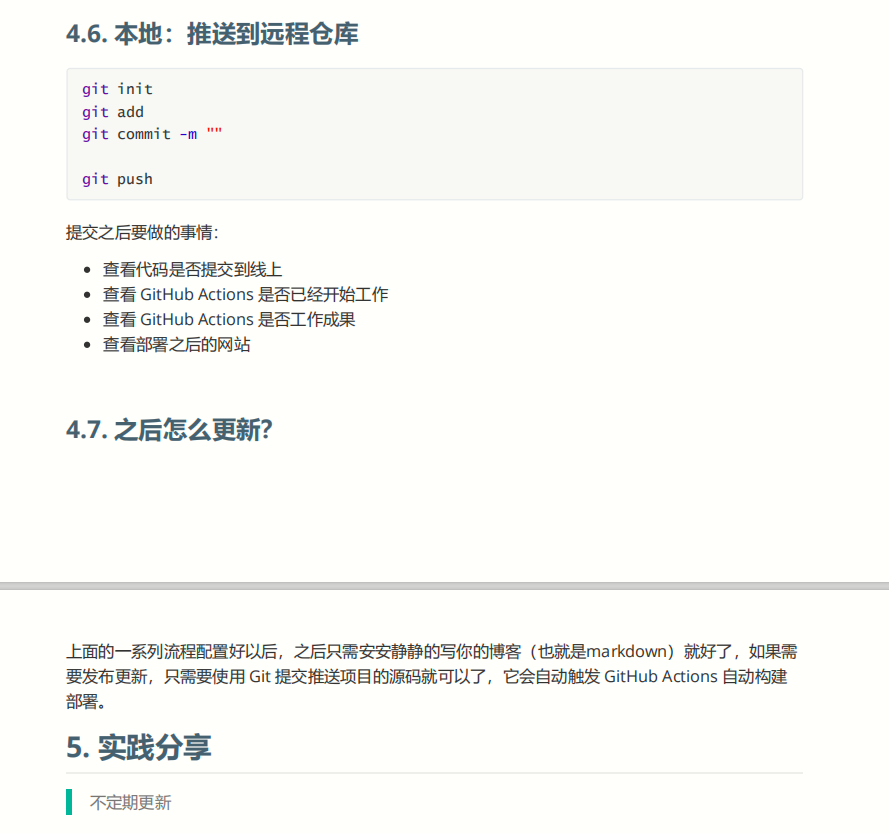 4.6. 本地：推送到远程仓库
git init
git add
git commit -m ""
git push
提交之后要做的事情：
查看代码是否提交到线上
查看 GitHub Actions 是否已经开始工作
查看 GitHub Actions 是否工作成果
查看部署之后的网站
4.7. 之后怎么更新？
上面的一系列流程配置好以后，之后只需安安静静的写你的博客（也就是markdown）就好了，如果需
要发布更新，只需要使用 Git 提交推送项目的源码就可以了，它会自动触发 GitHub Actions 自动构建
部署。
5. 实践分享
不定期更新